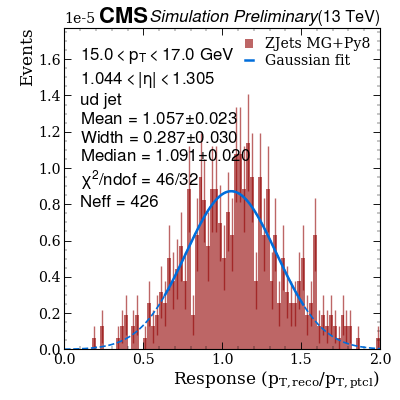 1e-5 CMS Simulation Preliminary (13 TeV)
Events
15.0 < pT < 17.0 GeV
1.044 < |η| < 1.305
ud jet
Mean = 1.057±0.023
Width = 0.287±0.030
Median = 1.091±0.020
χ²/ndof = 46/32
Neff = 426
ZJets MG+Py8
Gaussian fit
1.6
1.4
1.2
1.0
0.8
0.6
0.4
0.2
0.0
0.0 0.5 1.0 1.5 2.0
Response (pT,reco/pT,ptcl)